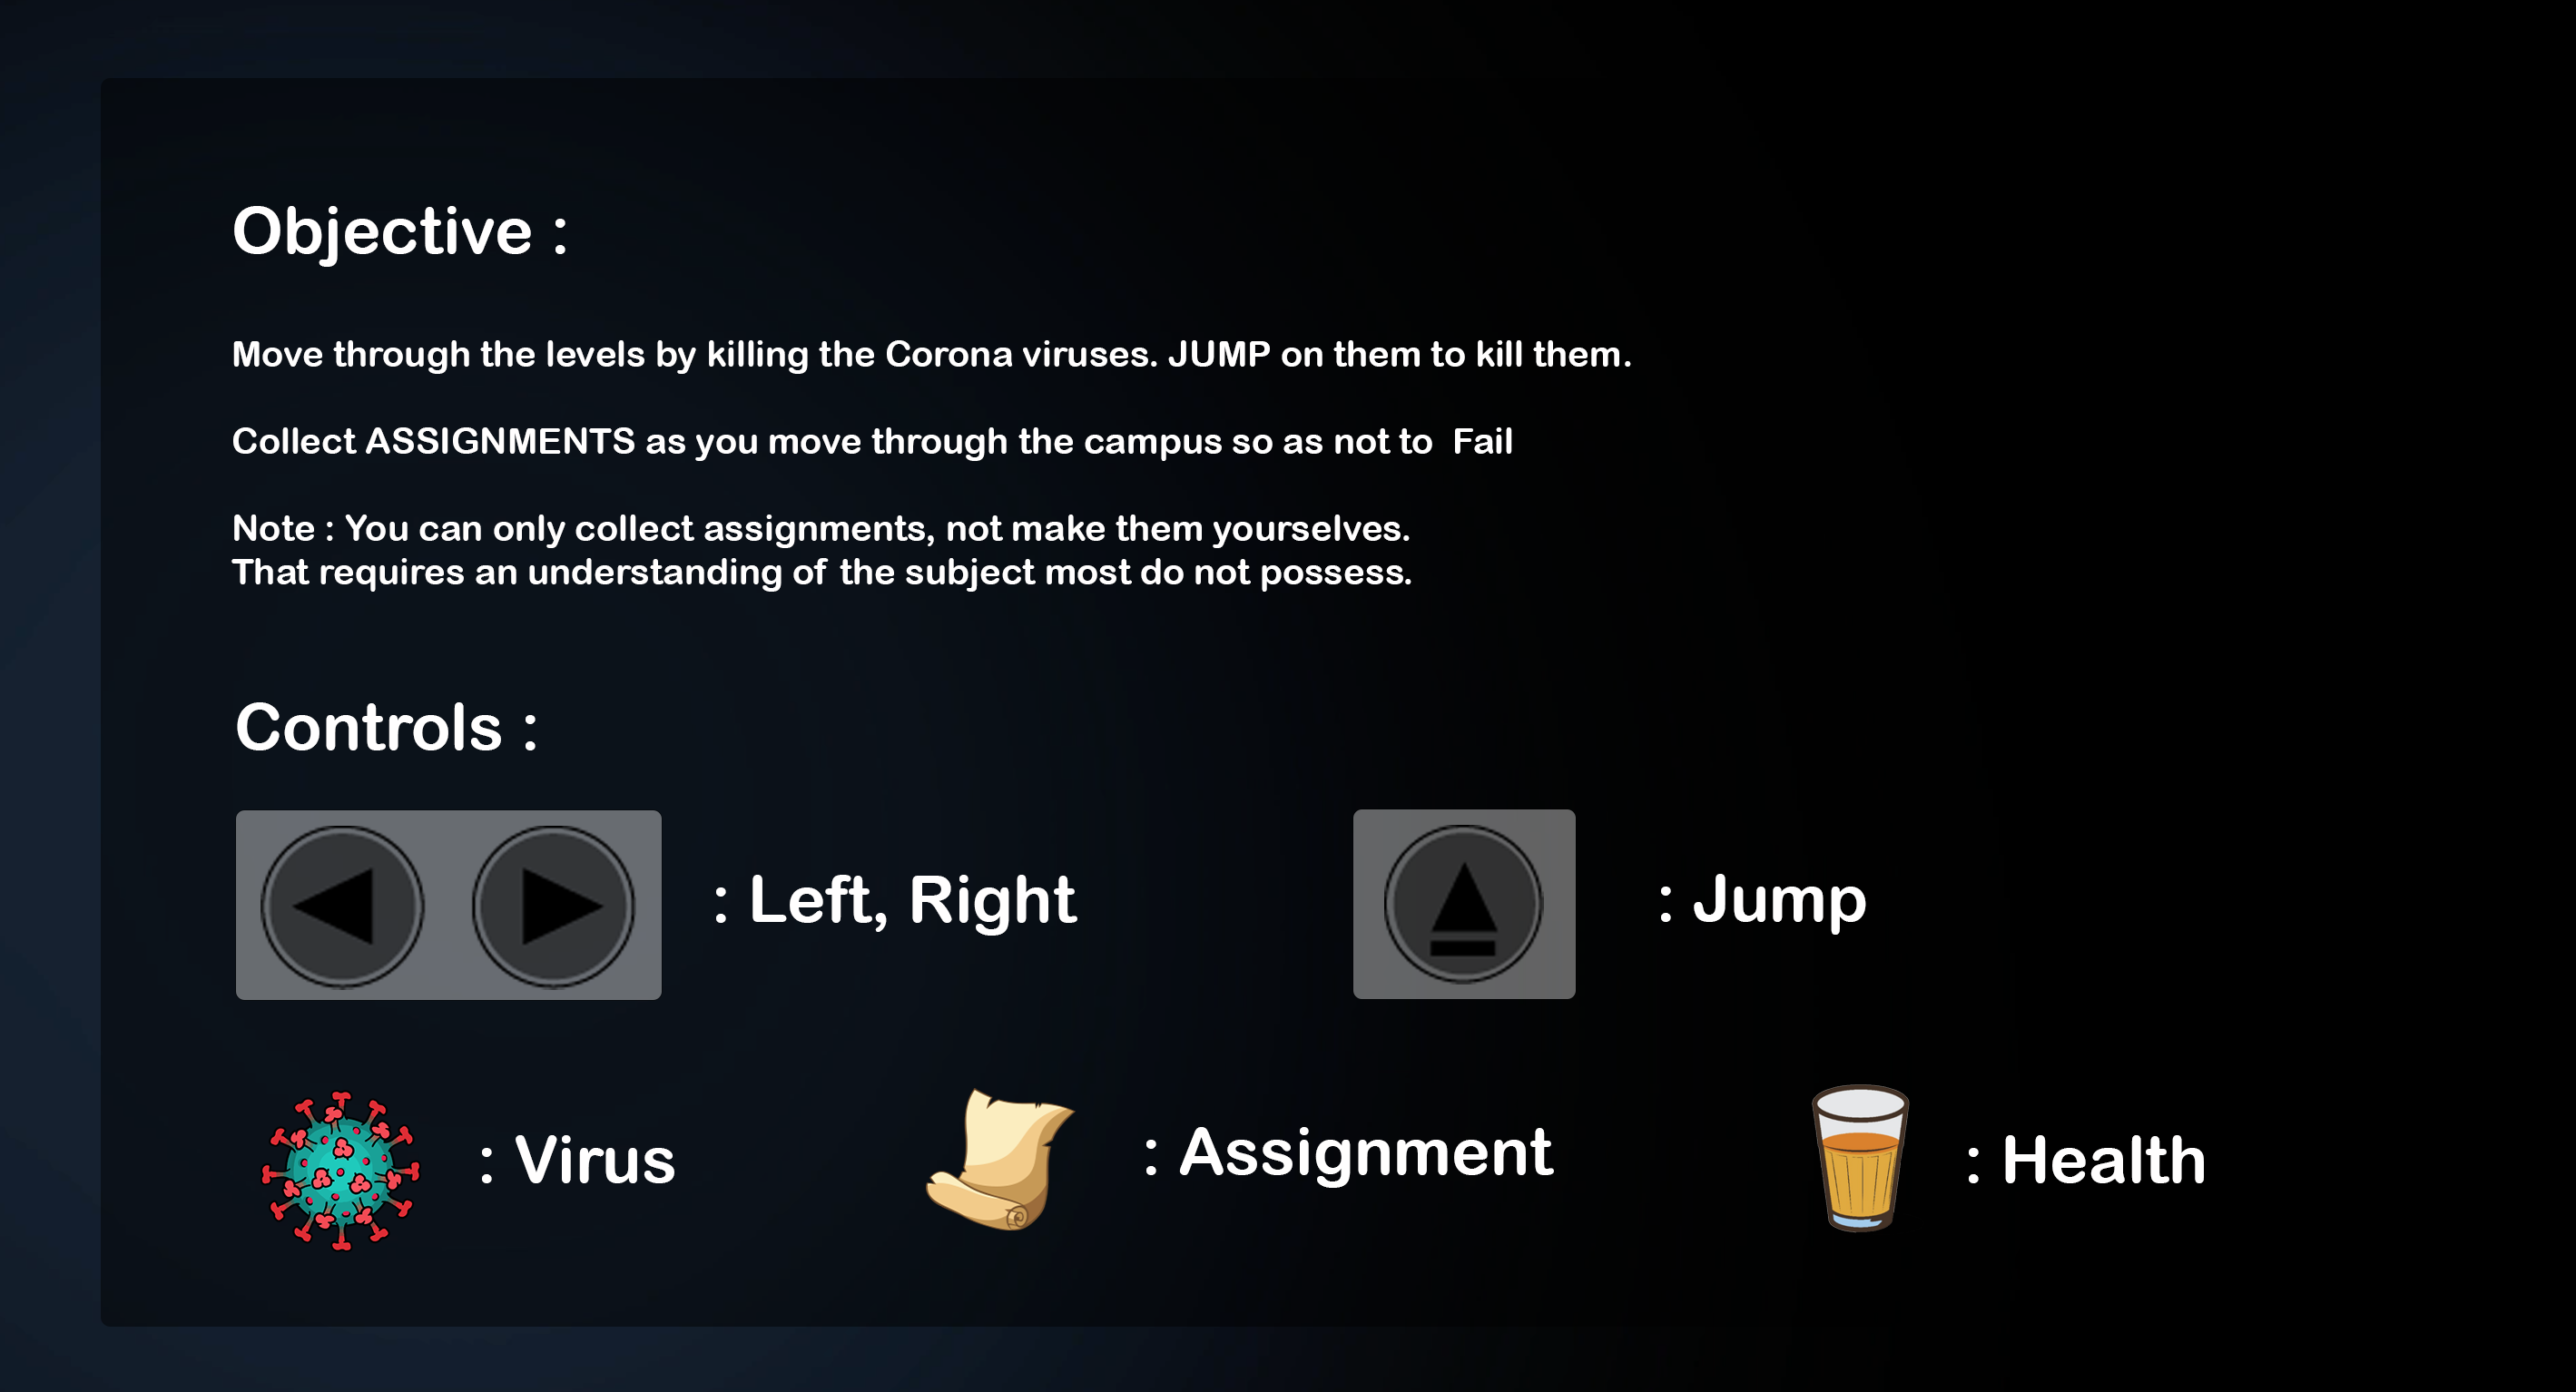 Objective :
Move through the levels by killing the Corona viruses. JUMP on them to kill them.
Collect ASSIGNMENTS as you move through the campus so as not to  Fail
Note : You can only collect assignments, not make them yourselves.
That requires an understanding of the subject most do not possess.
Controls :
: Left, Right
: Jump
: Virus
: Assignment
: Health